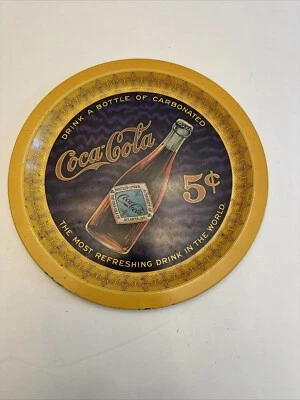 DRINK A BOTTLE OF CARBONATED
Coca-Cola
5¢
THE MOST REFRESHING DRINK IN THE WORLD